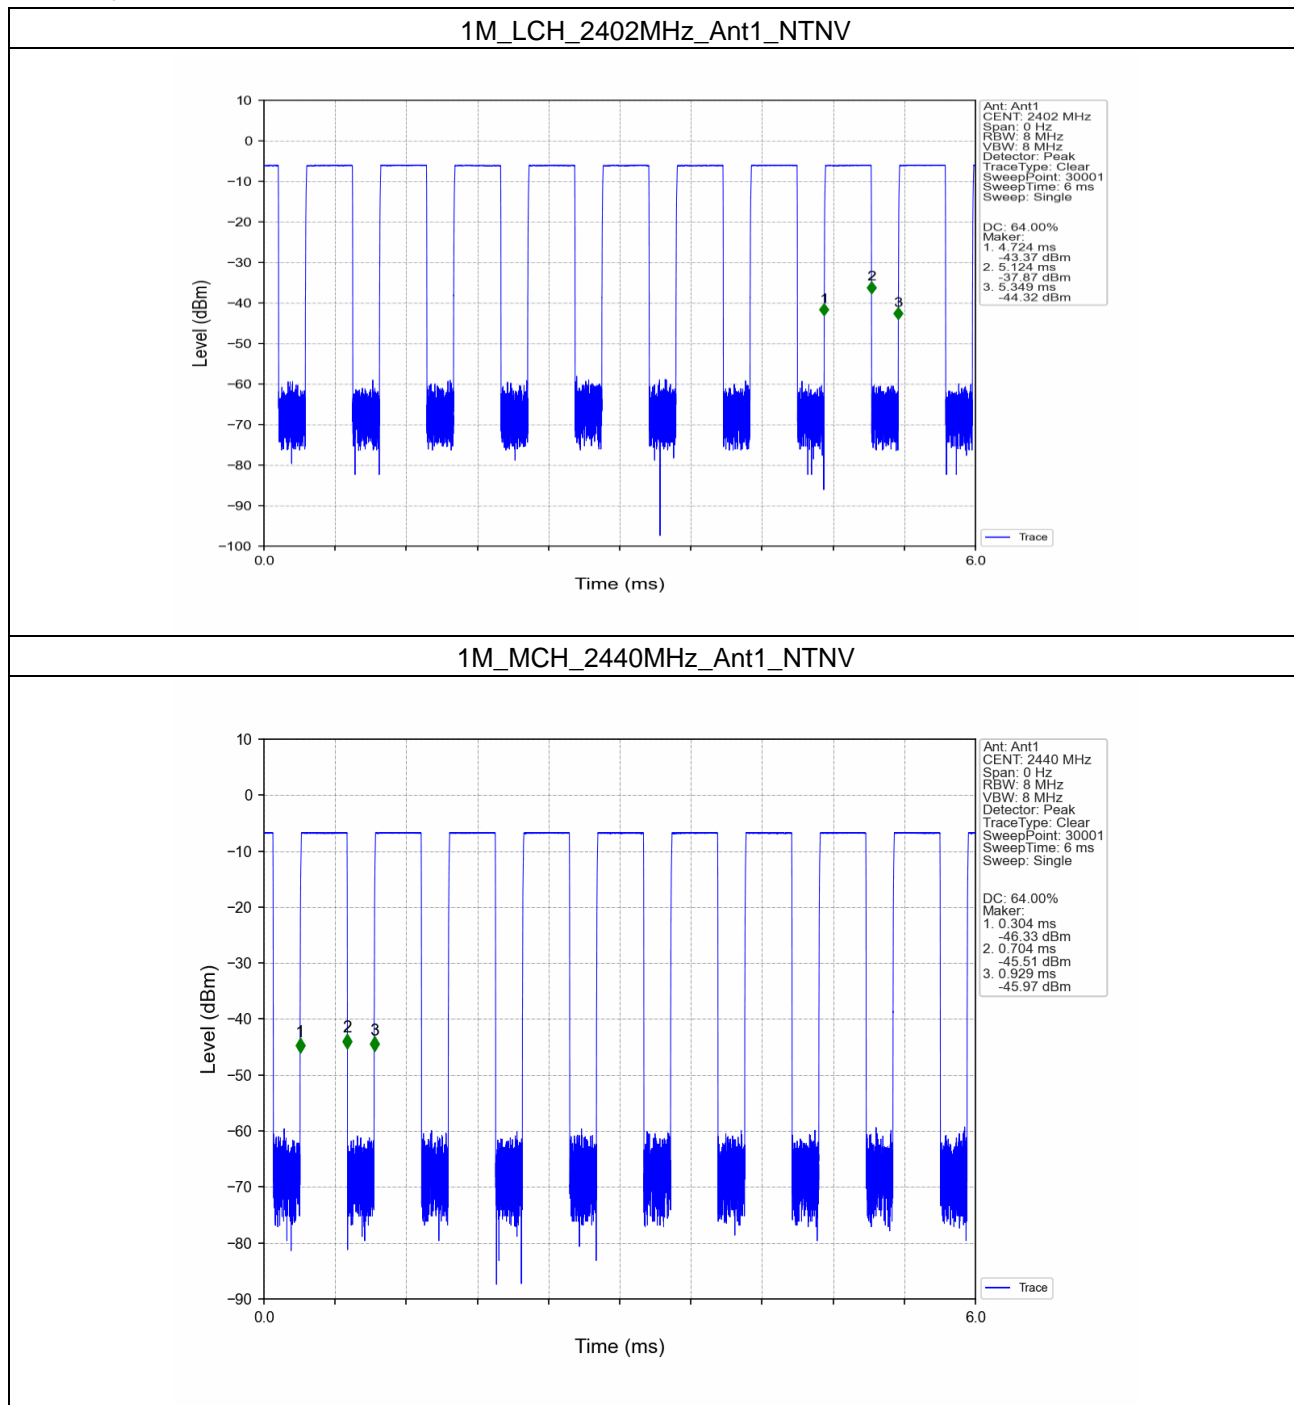 1M_LCH_2402MHz_Ant1_NTNV
10
0
−10
−20
−30
−40
−50
−60
−70
−80
−90
−100
Level (dBm)
1
2
3
0.0
6.0
Time (ms)
Ant: Ant1
CENT: 2402 MHz
Span: 0 Hz
RBW: 8 MHz
VBW: 8 MHz
Detector: Peak
TraceType: Clear
SweepPoint: 30001
SweepTime: 6 ms
Sweep: Single
DC: 64.00%
Maker:
1. 4.724 ms
-43.37 dBm
2. 5.124 ms
-37.87 dBm
3. 5.349 ms
-44.32 dBm
Trace
1M_MCH_2440MHz_Ant1_NTNV
10
0
−10
−20
−30
−40
−50
−60
−70
−80
−90
Level (dBm)
1
2
3
0.0
6.0
Time (ms)
Ant: Ant1
CENT: 2440 MHz
Span: 0 Hz
RBW: 8 MHz
VBW: 8 MHz
Detector: Peak
TraceType: Clear
SweepPoint: 30001
SweepTime: 6 ms
Sweep: Single
DC: 64.00%
Maker:
1. 0.304 ms
-46.33 dBm
2. 0.704 ms
-45.51 dBm
3. 0.929 ms
-45.97 dBm
Trace